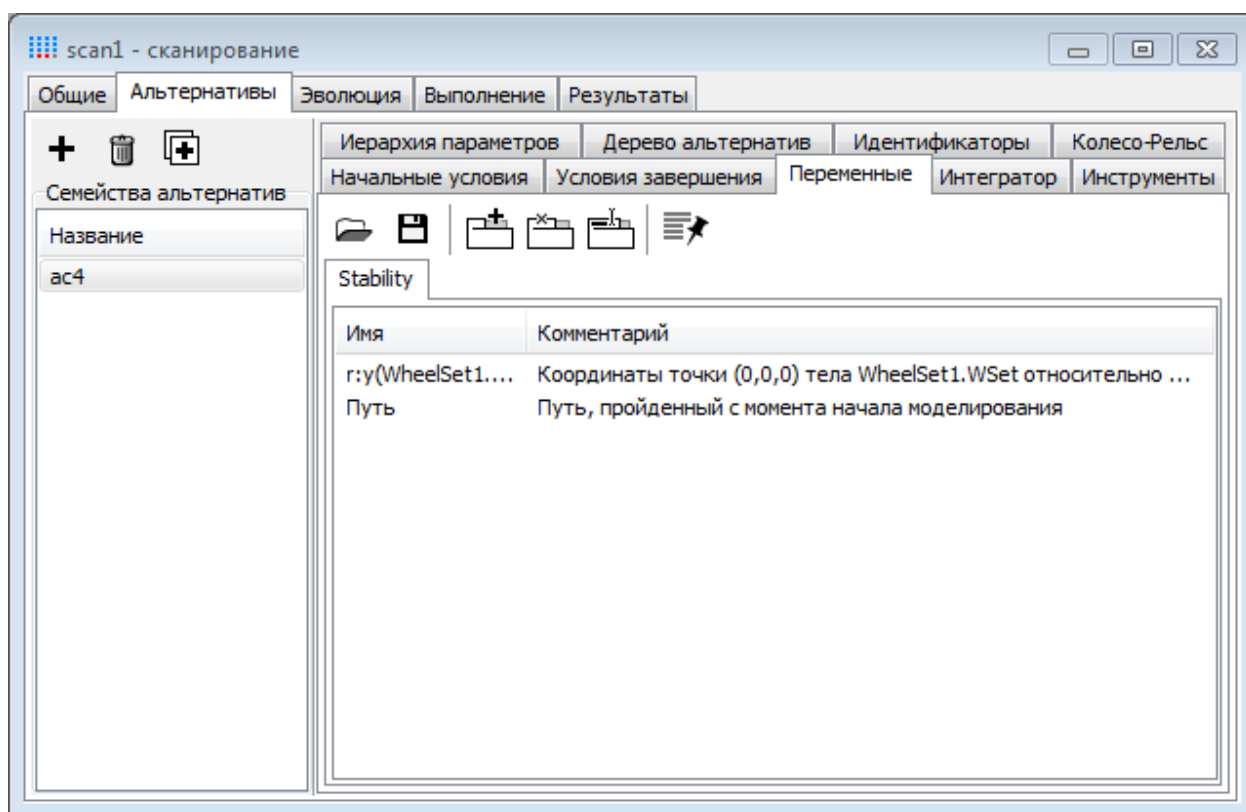 scan1 - сканирование
Общие Альтернативы Эволюция Выполнение Результаты
Семейства альтернатив
Название
ac4
Иерархия параметров Дерево альтернатив Идентификаторы Колесо-Рельс
Начальные условия Условия завершения Переменные Интегратор Инструменты
Stability
Имя Комментарий
r:y(WheelSet1.... Координаты точки (0,0,0) тела WheelSet1.WSet относительно ...
Путь Путь, пройденный с момента начала моделирования